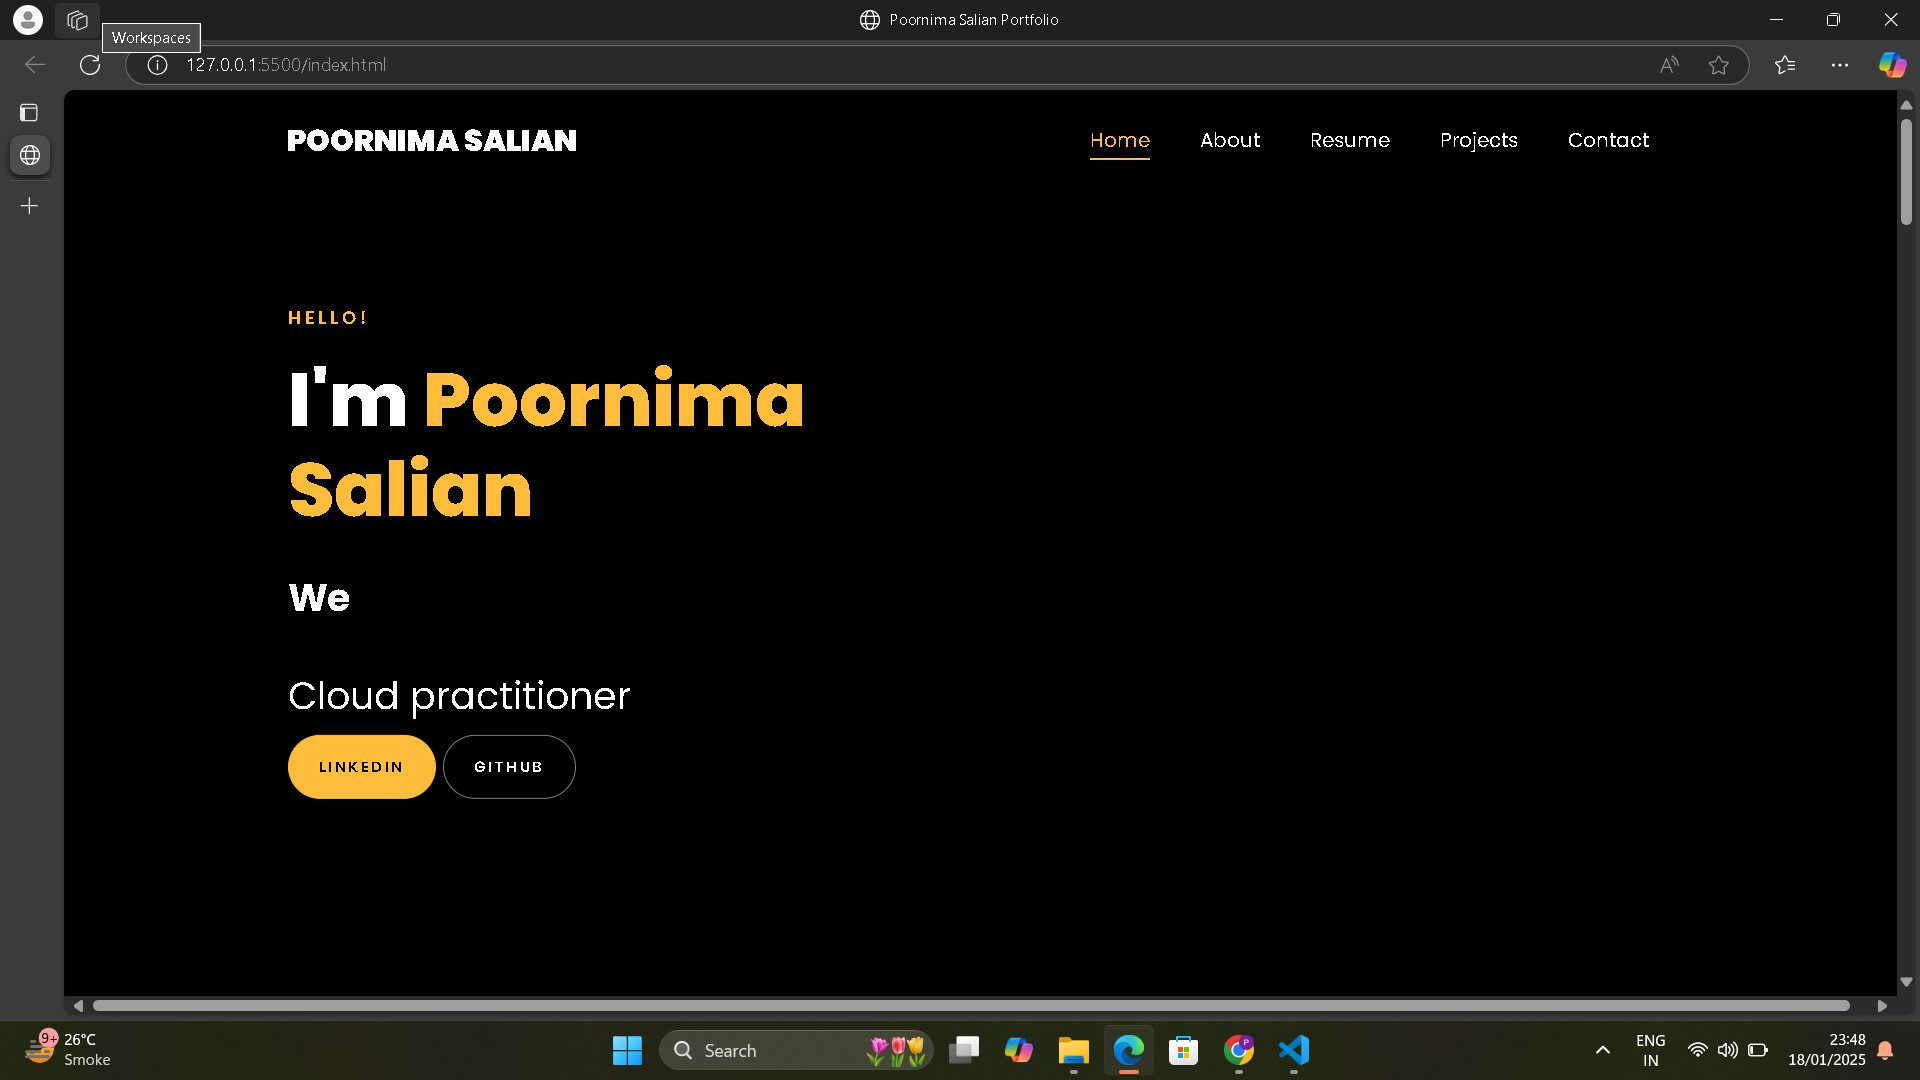 Poornima Salian Portfolio
Workspaces
127.0.0.1:5500/index.html
POORNIMA SALIAN
Home
About
Resume
Projects
Contact
HELLO!
I'm Poornima
Salian
We
Cloud practitioner
LINKEDIN
GITHUB
9+
26°C
Smoke
Search
P
ENG
IN
23:48
18/01/2025